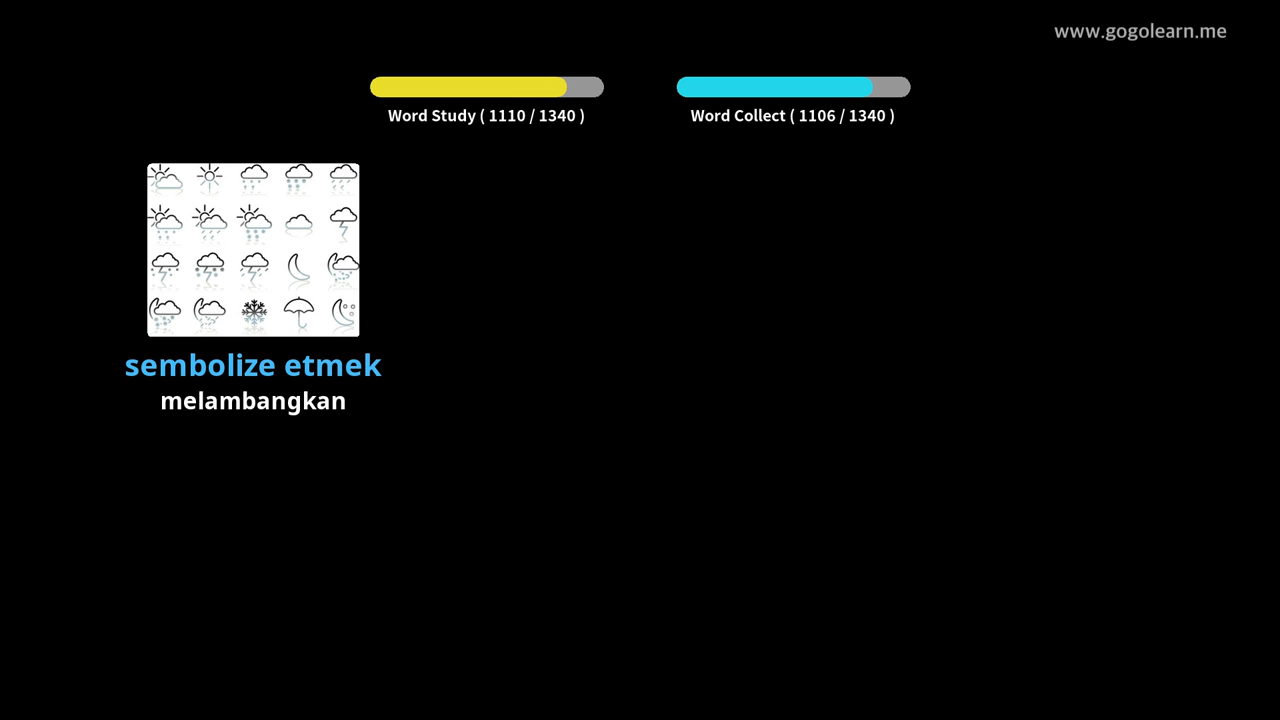 www.gogolearn.me
Word Study ( 1110 / 1340 )
Word Collect ( 1106 / 1340 )
sembolize etmek
melambangkan